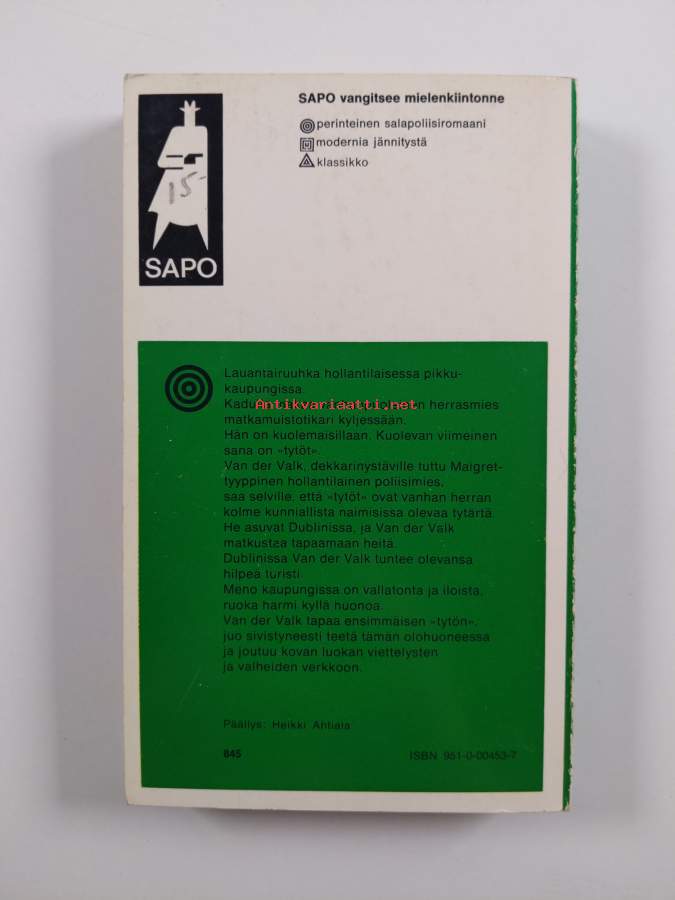 SAPO vangitsee mielenkiintonne
perinteinen salapoliisiromaani
M modernia jännitystä
klassikko
15-
SAPO
Lauantairuuhka hollantilaisessa pikku-
kaupungissa.
Antikvariaatti.net
herrasmies
matkamuistotikari kyljessään.
Hän on kuolemaisillaan. Kuolevan viimeinen
sana on »tytöt».
Van der Valk, dekkarinystäville tuttu Maigret-
tyyppinen hollantilainen poliisimies,
saa selville, että »tytöt» ovat vanhan herran
kolme kunniallista naimisissa olevaa tytärtä.
He asuvat Dublinissa, ja Van der Valk
matkustaa tapaamaan heitä.
Dublinissa Van der Valk tuntee olevansa
hilpeä turisti.
Meno kaupungissa on vallatonta ja iloista,
ruoka harmi kyllä huonoa.
Van der Valk tapaa ensimmäisen »tytön»,
juo sivistyneesti teetä tämän olohuoneessa
ja joutuu kovan luokan viettelysten
ja valheiden verkkoon.
Päällys: Heikki Ahtiala
845
ISBN 951-0-00453-7